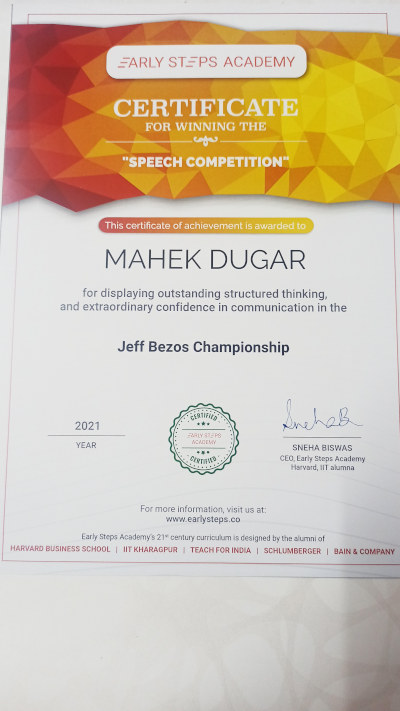 EARLY STEPS ACADEMY
CERTIFICATE
FOR WINNING THE
"SPEECH COMPETITION"
This certificate of achievement is awarded to
MAHEK DUGAR
for displaying outstanding structured thinking,
and extraordinary confidence in communication in the
Jeff Bezos Championship
2021
YEAR
CERTIFIED
EARLY STEPS
ACADEMY
CERTIFIED
SnehaB
SNEHA BISWAS
CEO, Early Steps Academy
Harvard, IIT alumna
For more information, visit us at:
www.earlysteps.co
Early Steps Academy's 21st century curriculum is designed by the alumni of
HARVARD BUSINESS SCHOOL | IIT KHARAGPUR | TEACH FOR INDIA | SCHLUMBERGER | BAIN & COMPANY